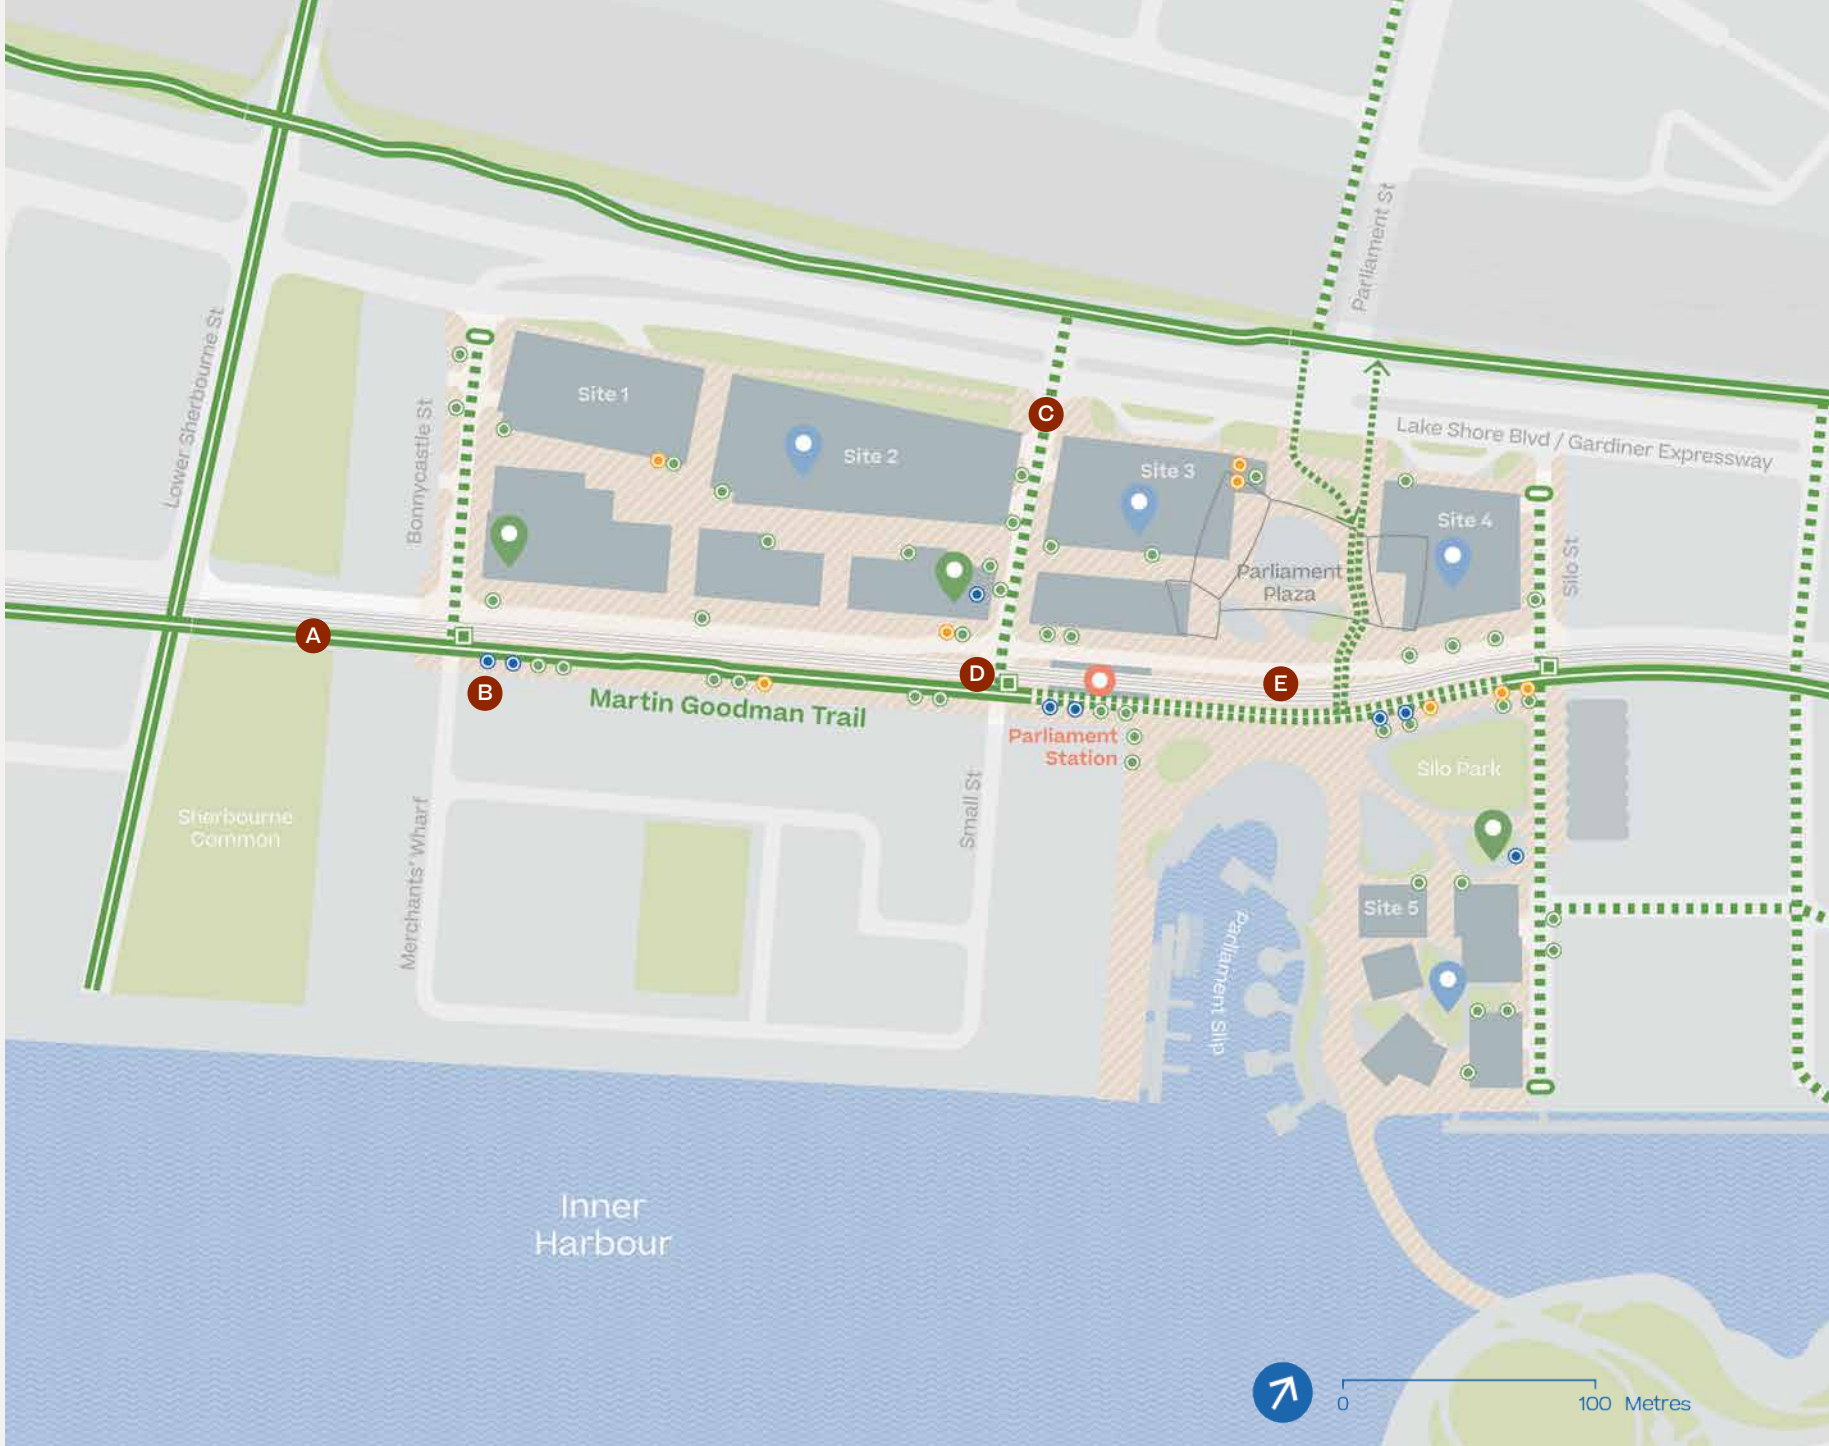 Parliament St
Lower Sherbourne St
Bonnycastle St
Site 1
Site 2
C
Site 3
Lake Shore Blvd / Gardiner Expressway
Site 4
Silo St
Parliament
Plaza
A
B
D
E
Martin Goodman Trail
Parliament
Station
Silo Park
Sherbourne
Common
Merchants' Wharf
Small St
Site 5
Parliament Slip
Inner
Harbour
0
100 Metres